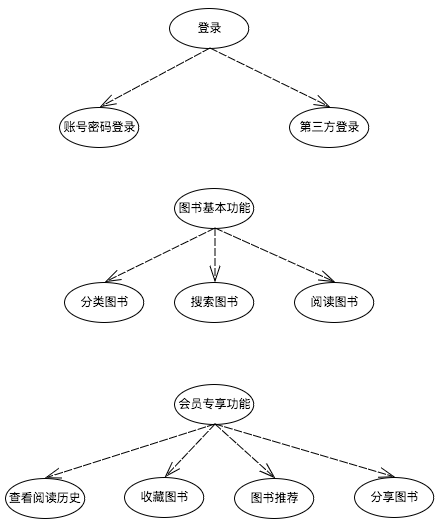 登录
账号密码登录
第三方登录
图书基本功能
分类图书
搜索图书
阅读图书
会员专享功能
查看阅读历史
收藏图书
图书推荐
分享图书